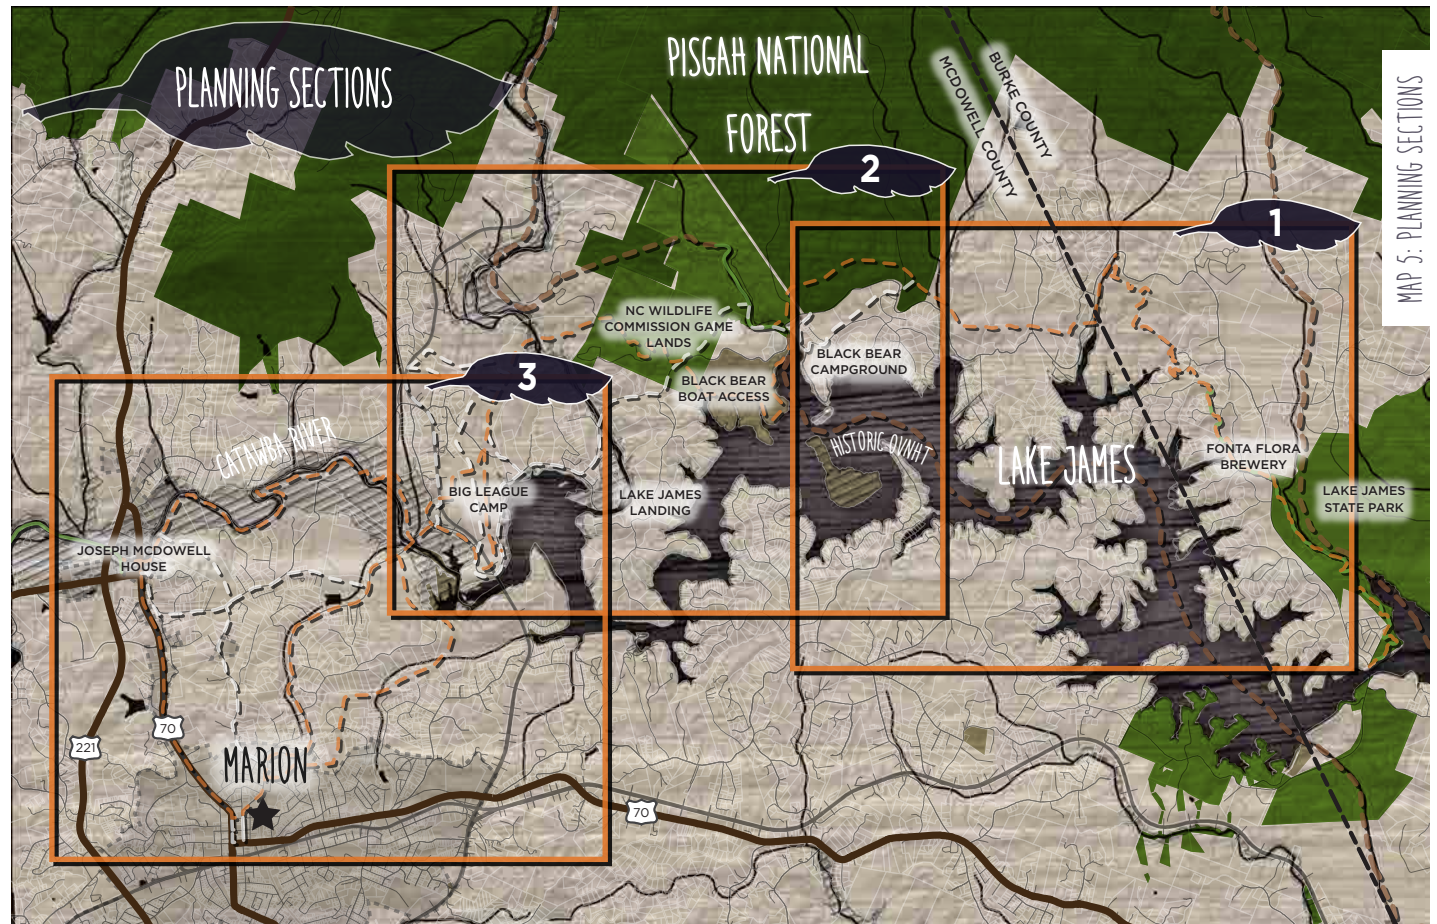 PLANNING SECTIONS
PISGAH NATIONAL
FOREST
BURKE COUNTY
MCDOWELL COUNTY
MAP 5: PLANNING SECTIONS
2
1
NC WILDLIFE
COMMISSION GAME
LANDS
BLACK BEAR
CAMPGROUND
3
BLACK BEAR
BOAT ACCESS
CATAWBA RIVER
HISTORIC OVNHT
LAKE JAMES
FONTA FLORA
BREWERY
BIG LEAGUE
CAMP
LAKE JAMES
LANDING
LAKE JAMES
STATE PARK
JOSEPH MCDOWELL
HOUSE
70
221
MARION
70